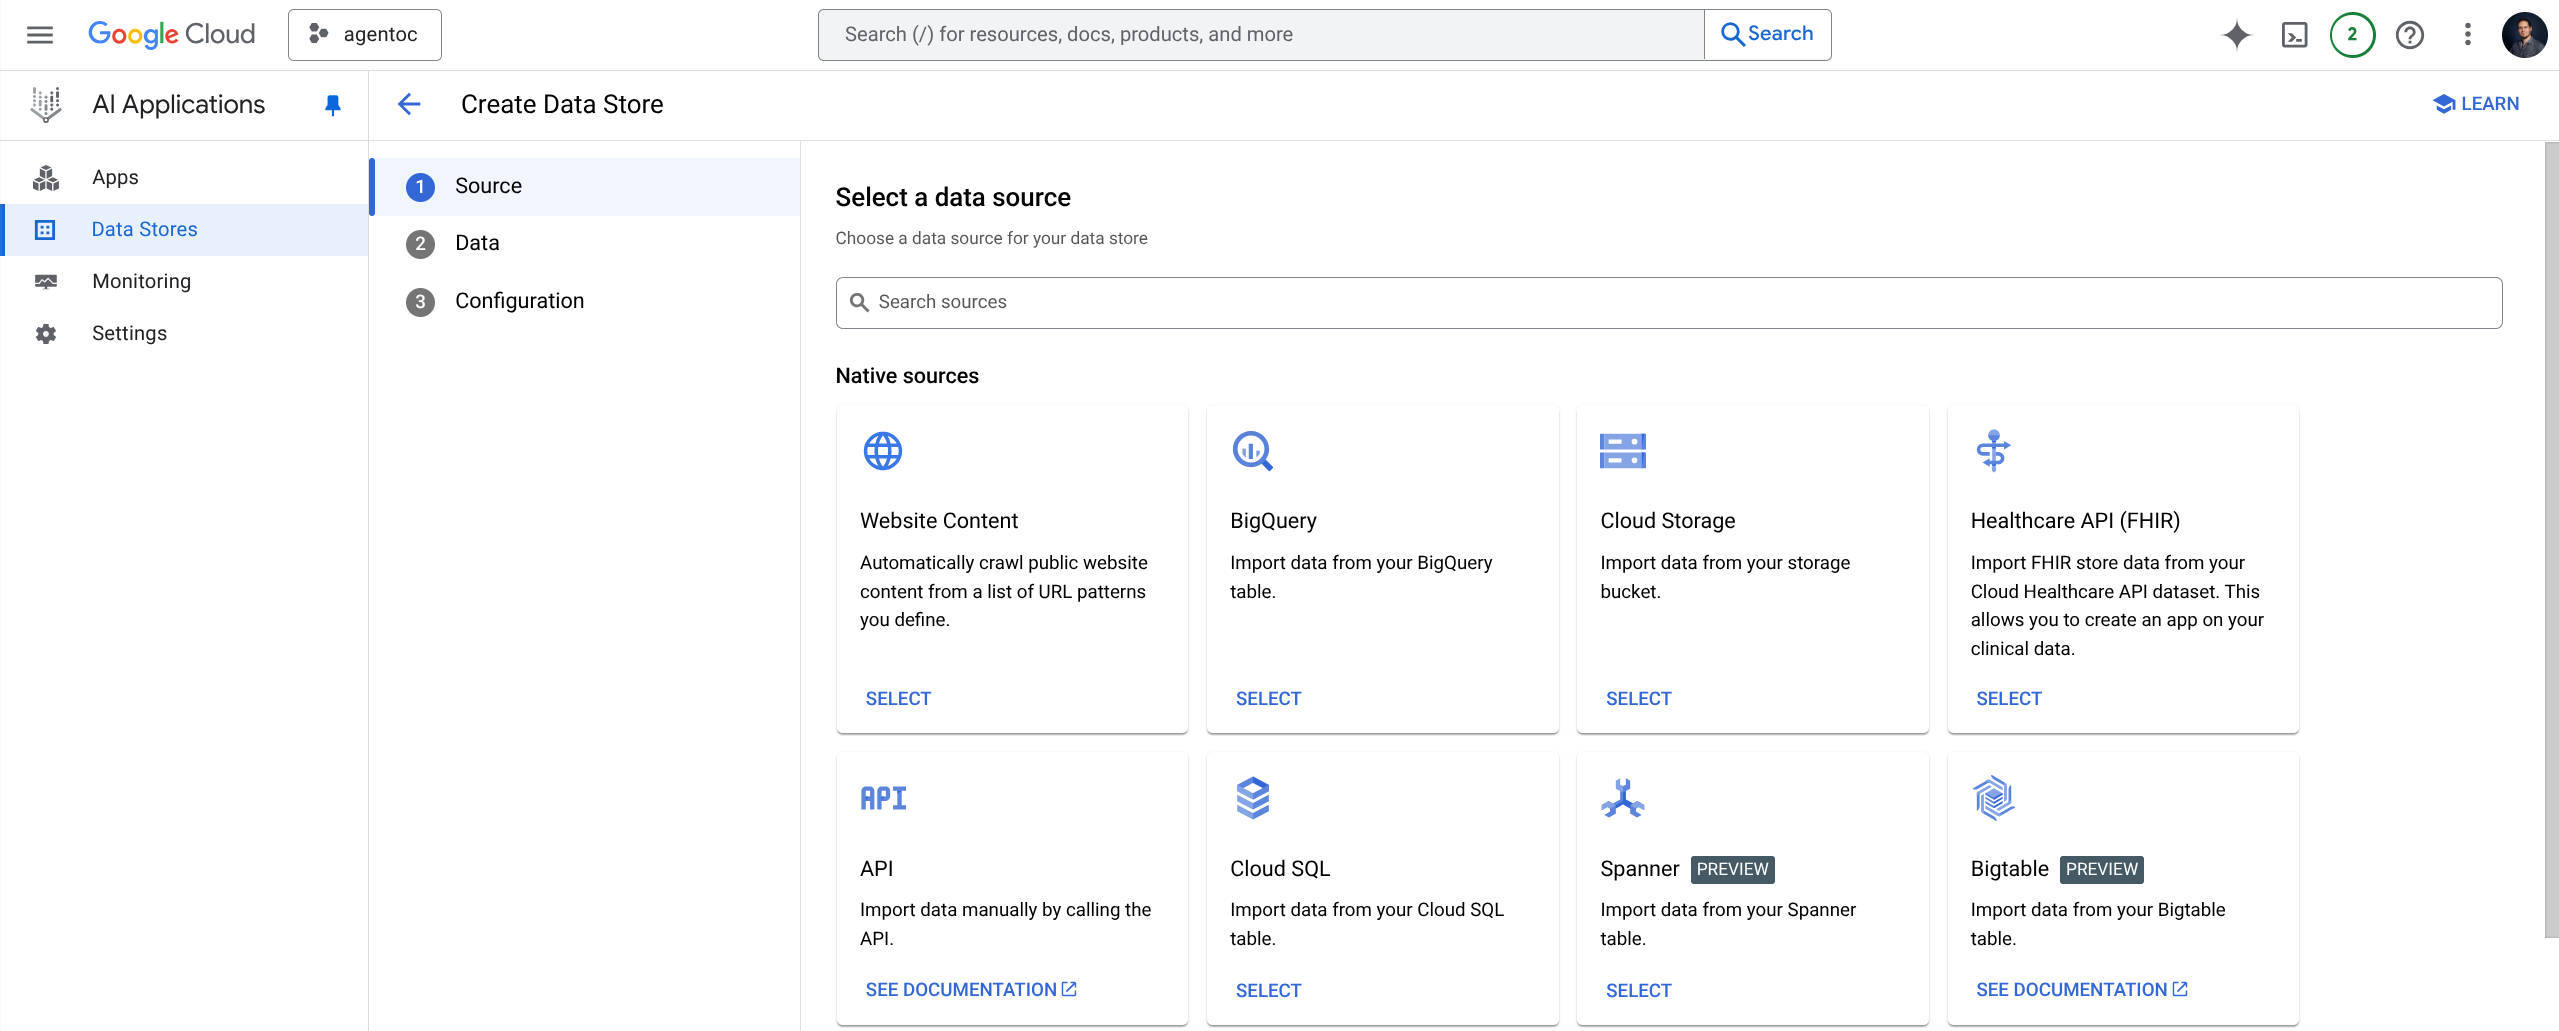 Google Cloud
agentoc
Search (/) for resources, docs, products, and more
Search
2
AI Applications
Create Data Store
LEARN
Apps
Data Stores
Monitoring
Settings
1 Source
2 Data
3 Configuration
Select a data source
Choose a data source for your data store
Search sources
Native sources
Website Content
Automatically crawl public website
content from a list of URL patterns
you define.
SELECT
BigQuery
Import data from your BigQuery
table.
SELECT
Cloud Storage
Import data from your storage
bucket.
SELECT
Healthcare API (FHIR)
Import FHIR store data from your
Cloud Healthcare API dataset. This
allows you to create an app on your
clinical data.
SELECT
API
API
Import data manually by calling the
API.
SEE DOCUMENTATION
Cloud SQL
Import data from your Cloud SQL
table.
SELECT
Spanner PREVIEW
Import data from your Spanner
table.
SELECT
Bigtable PREVIEW
Import data from your Bigtable
table.
SEE DOCUMENTATION